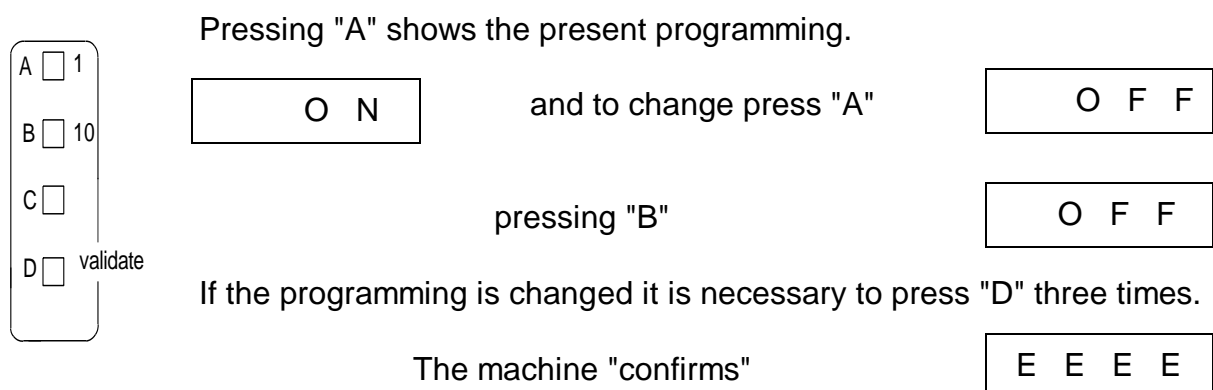 Pressing "A" shows the present programming.
A 1
O N and to change press "A" O F F
B 10
C
pressing "B" O F F
D validate
If the programming is changed it is necessary to press "D" three times.
The machine "confirms" E E E E